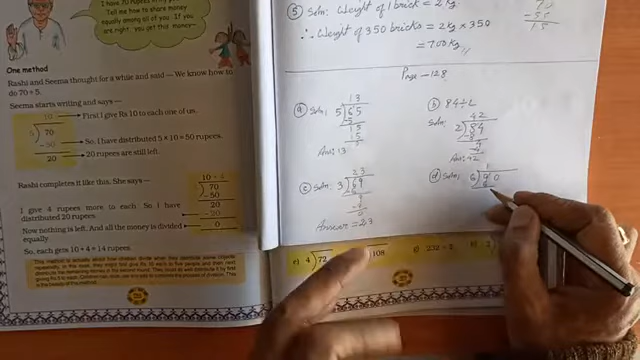 I have 70 rupees.
Tell me how to share money
equally among all of you. If you
are right, you get this money~
One method
Rashi and Seema thought for a while and said — We know how to
do 70 ÷ 5.
Seema starts writing and says —
10 → First I give Rs 10 to each one of us.
5)70
-50 → So, I have distributed 5 × 10 = 50 rupees.
20 → 20 rupees are still left.
Rashi completes it like this. She says —
I give 4 rupees more to each. So I have
distributed 20 rupees.
Now nothing is left. And all the money is divided
equally.
So, each gets 10 + 4 = 14 rupees.
10 + 4
70
-50
20
-20
0
⑤ Soln: Weight of 1 brick = 2 kg
∴ Weight of 350 bricks = 2 kg × 350
= 700 kg
15
Page - 128
ⓐ Soln:
13
5)65
5
15
15
Ans: 13
ⓑ 84 ÷ 2
Soln:
42
2)84
-8
4
Ans: 42
ⓒ Soln:
23
3)69
6
9
-9
0
Answer = 23
ⓓ Soln:
1
6)90
6
e) 4)72
108
g) 232 ÷ 2
h) 2)